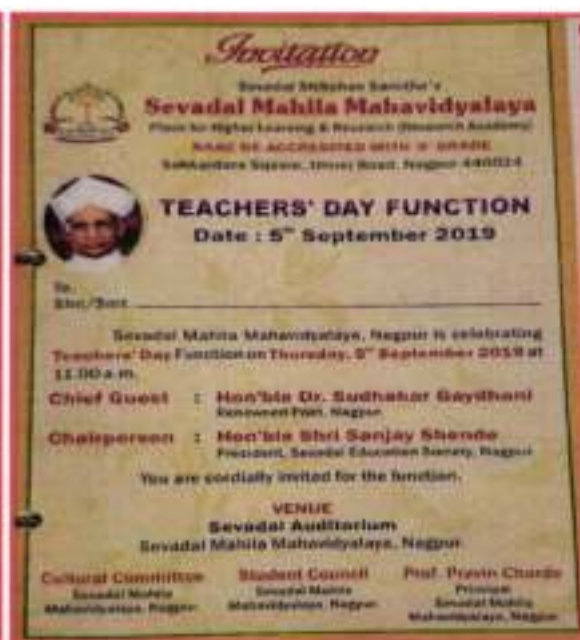 Invitation
Sevadal Shikshan Sanstha's
Sevadal Mahila Mahavidyalaya
Place for Higher Learning & Research (Research Academy)
RE ACCREDITED WITH GRADE
Sakkardara Square, Umrer Road, Nagpur 440024
TEACHERS' DAY FUNCTION
Date : 5th September 2019
To,
Shri/Smt
Sevadal Mahila Mahavidyalaya, Nagpur is celebrating
Teachers' Day Function on Thursday, 5th September 2019 at
11.00 a.m.
Chief Guest : Hon'ble Dr. Sudhakar Gaydhani
Renowned Poet, Nagpur
Chairperson : Hon'ble Shri Sanjay Shende
President, Sevadal Education Society, Nagpur
You are cordially invited for the function.
VENUE
Sevadal Auditorium
Sevadal Mahila Mahavidyalaya, Nagpur.
Cultural Committee Student Council Prof. Pravin Charde
Sevadal Mahila Sevadal Mahila Principal
Mahavidyalaya, Nagpur Mahavidyalaya, Nagpur Sevadal Mahila
Mahavidyalaya, Nagpur